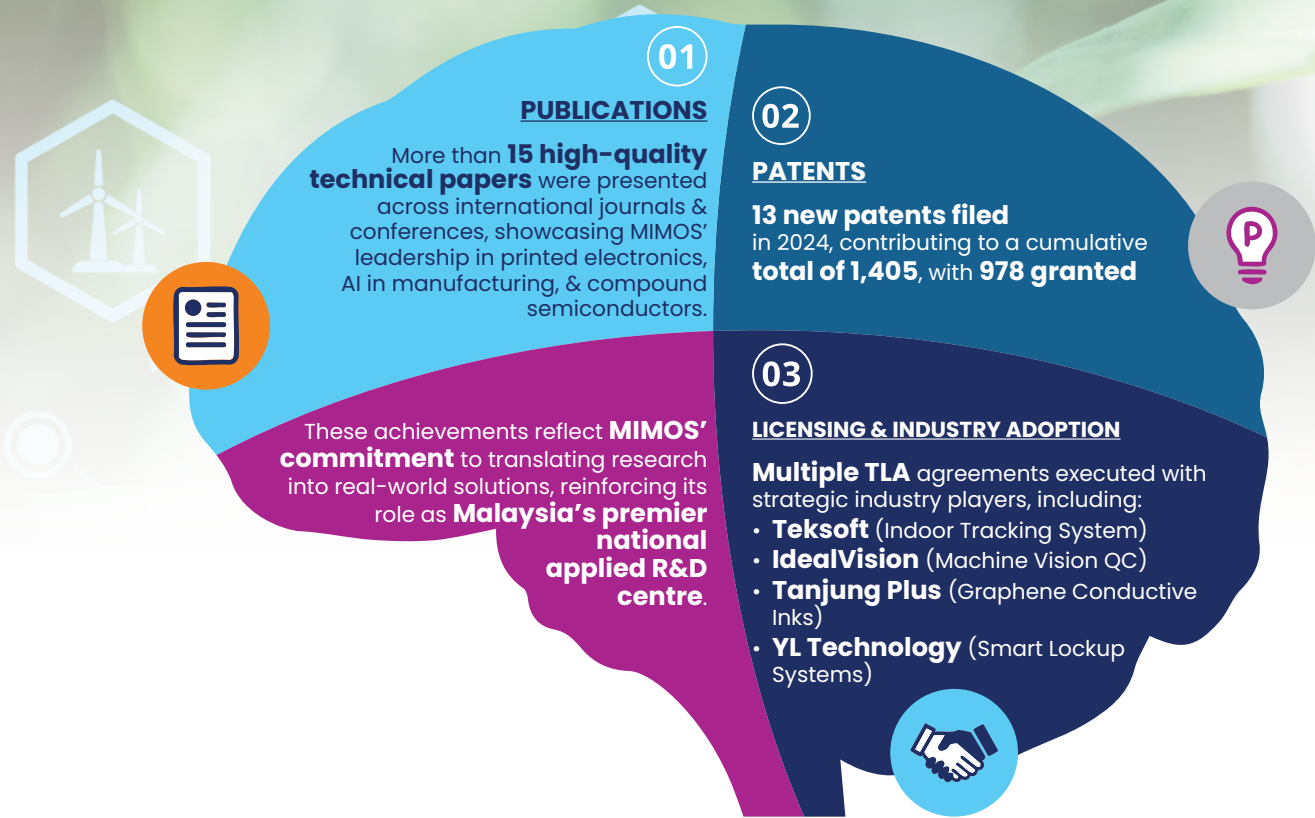 01
PUBLICATIONS
More than 15 high-quality
technical papers were presented
across international journals &
conferences, showcasing MIMOS’
leadership in printed electronics,
AI in manufacturing, & compound
semiconductors.
02
PATENTS
13 new patents filed
in 2024, contributing to a cumulative
total of 1,405, with 978 granted
P
03
LICENSING & INDUSTRY ADOPTION
Multiple TLA agreements executed with
strategic industry players, including:
• Teksoft (Indoor Tracking System)
• IdealVision (Machine Vision QC)
• Tanjung Plus (Graphene Conductive
Inks)
• YL Technology (Smart Lockup
Systems)
These achievements reflect MIMOS’
commitment to translating research
into real-world solutions, reinforcing its
role as Malaysia’s premier
national
applied R&D
centre.